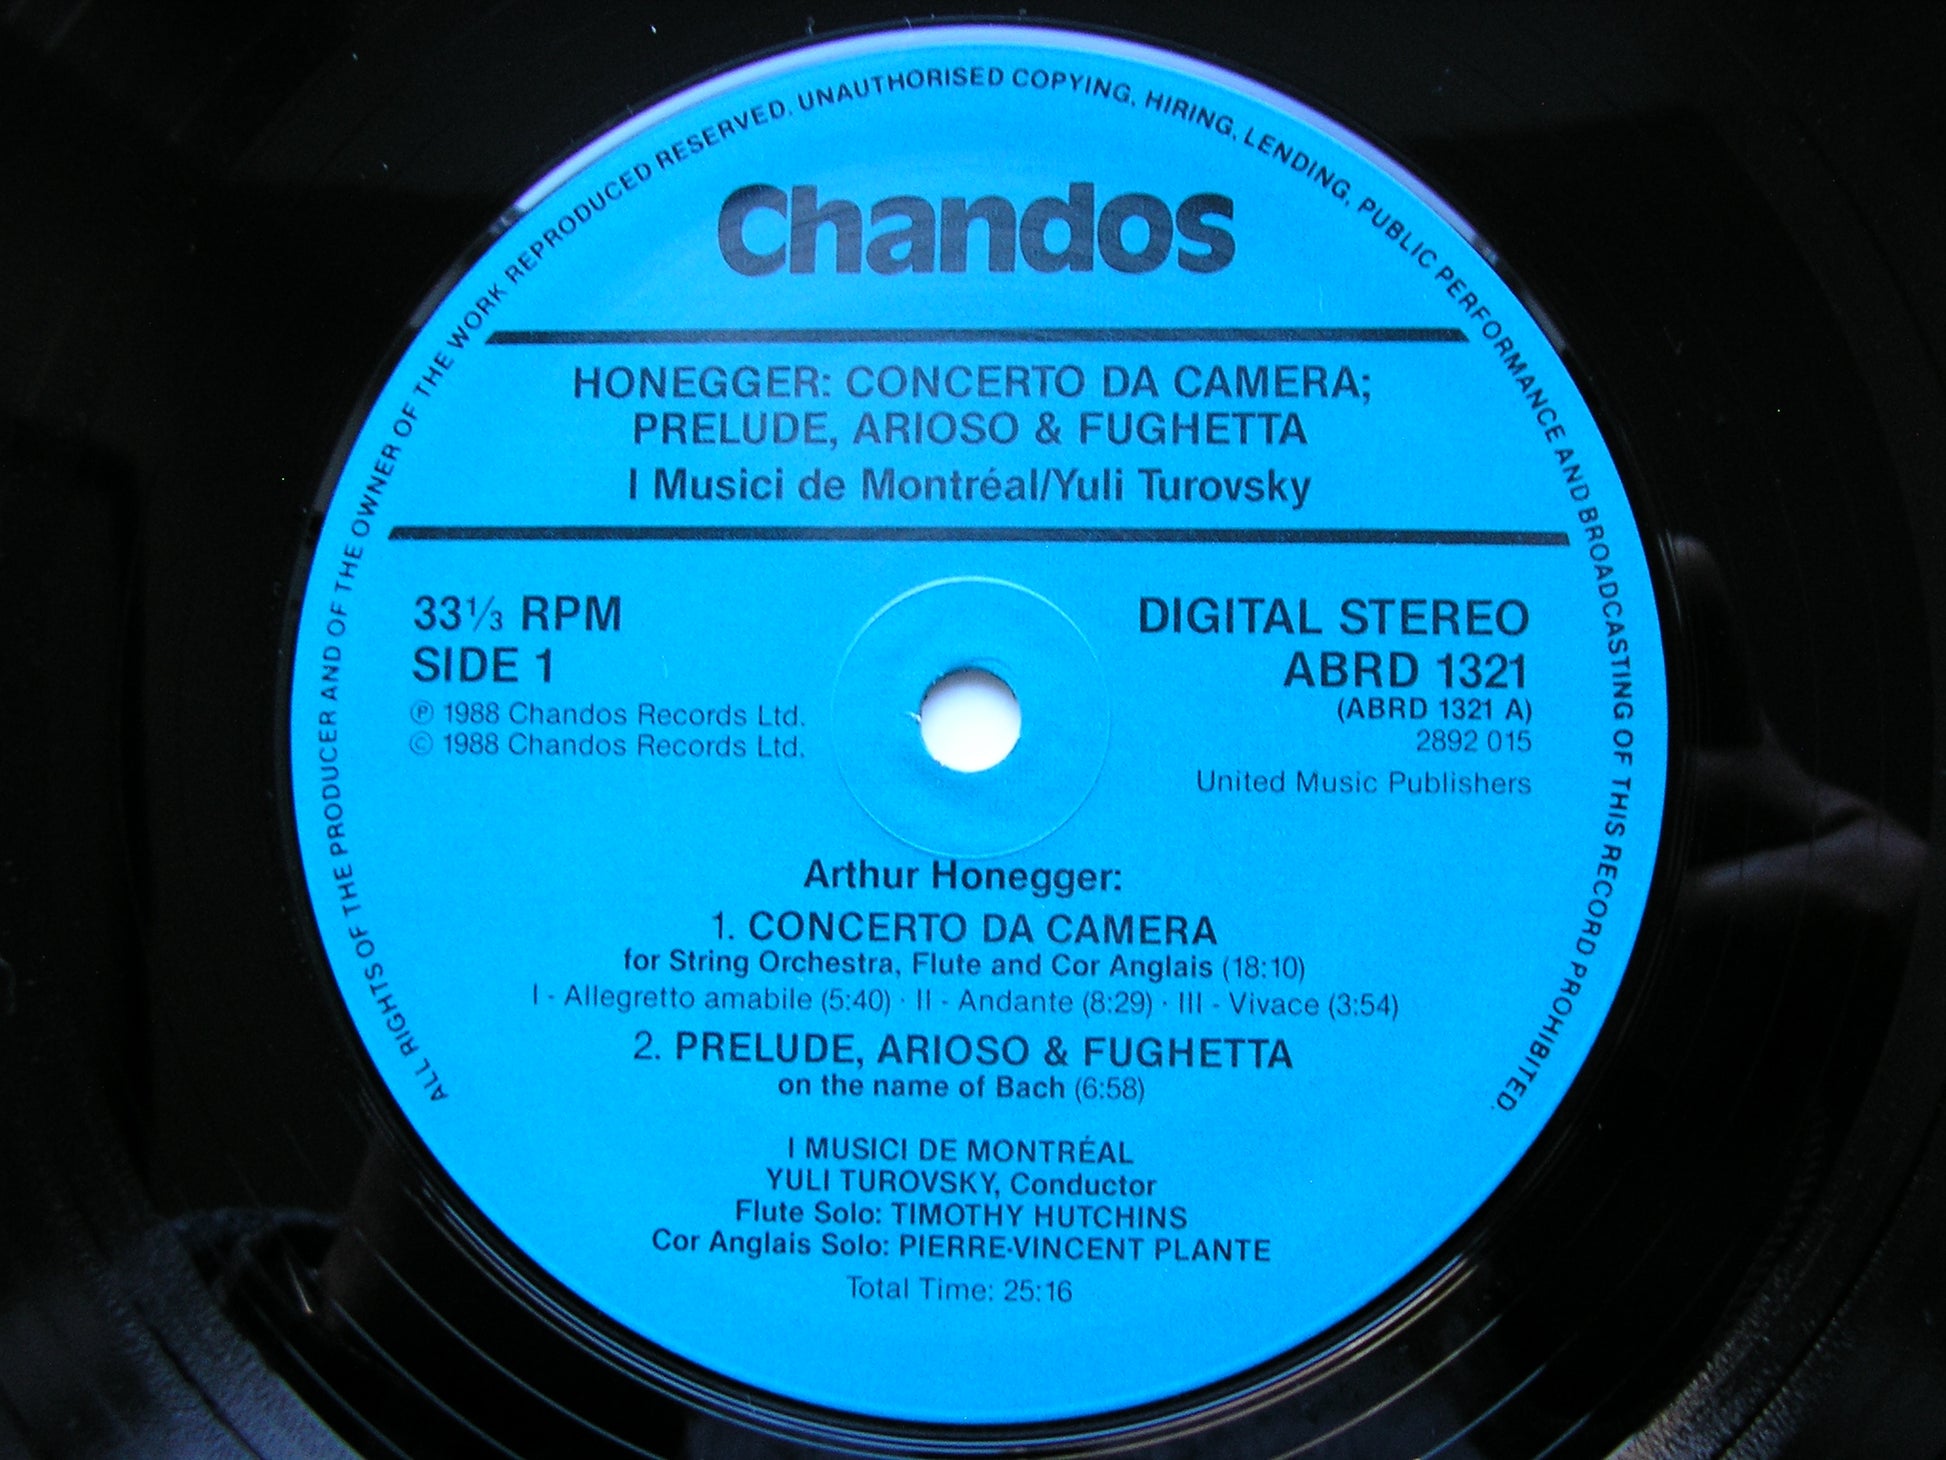 ALL RIGHTS OF THE PRODUCER AND OF THE OWNER OF THE WORK REPRODUCED RESERVED. UNAUTHORISED COPYING, HIRING, LENDING, PUBLIC PERFORMANCE AND BROADCASTING OF THIS RECORD PROHIBITED.
Chandos
HONEGGER: CONCERTO DA CAMERA;
PRELUDE, ARIOSO & FUGHETTA
I Musici de Montréal/Yuli Turovsky
33⅓ RPM
SIDE 1
℗ 1988 Chandos Records Ltd.
© 1988 Chandos Records Ltd.
DIGITAL STEREO
ABRD 1321
(ABRD 1321 A)
2892 015
United Music Publishers
Arthur Honegger:
1. CONCERTO DA CAMERA
for String Orchestra, Flute and Cor Anglais (18:10)
I - Allegretto amabile (5:40) · II - Andante (8:29) · III - Vivace (3:54)
2. PRELUDE, ARIOSO & FUGHETTA
on the name of Bach (6:58)
I MUSICI DE MONTRÉAL
YULI TUROVSKY, Conductor
Flute Solo: TIMOTHY HUTCHINS
Cor Anglais Solo: PIERRE-VINCENT PLANTE
Total Time: 25:16